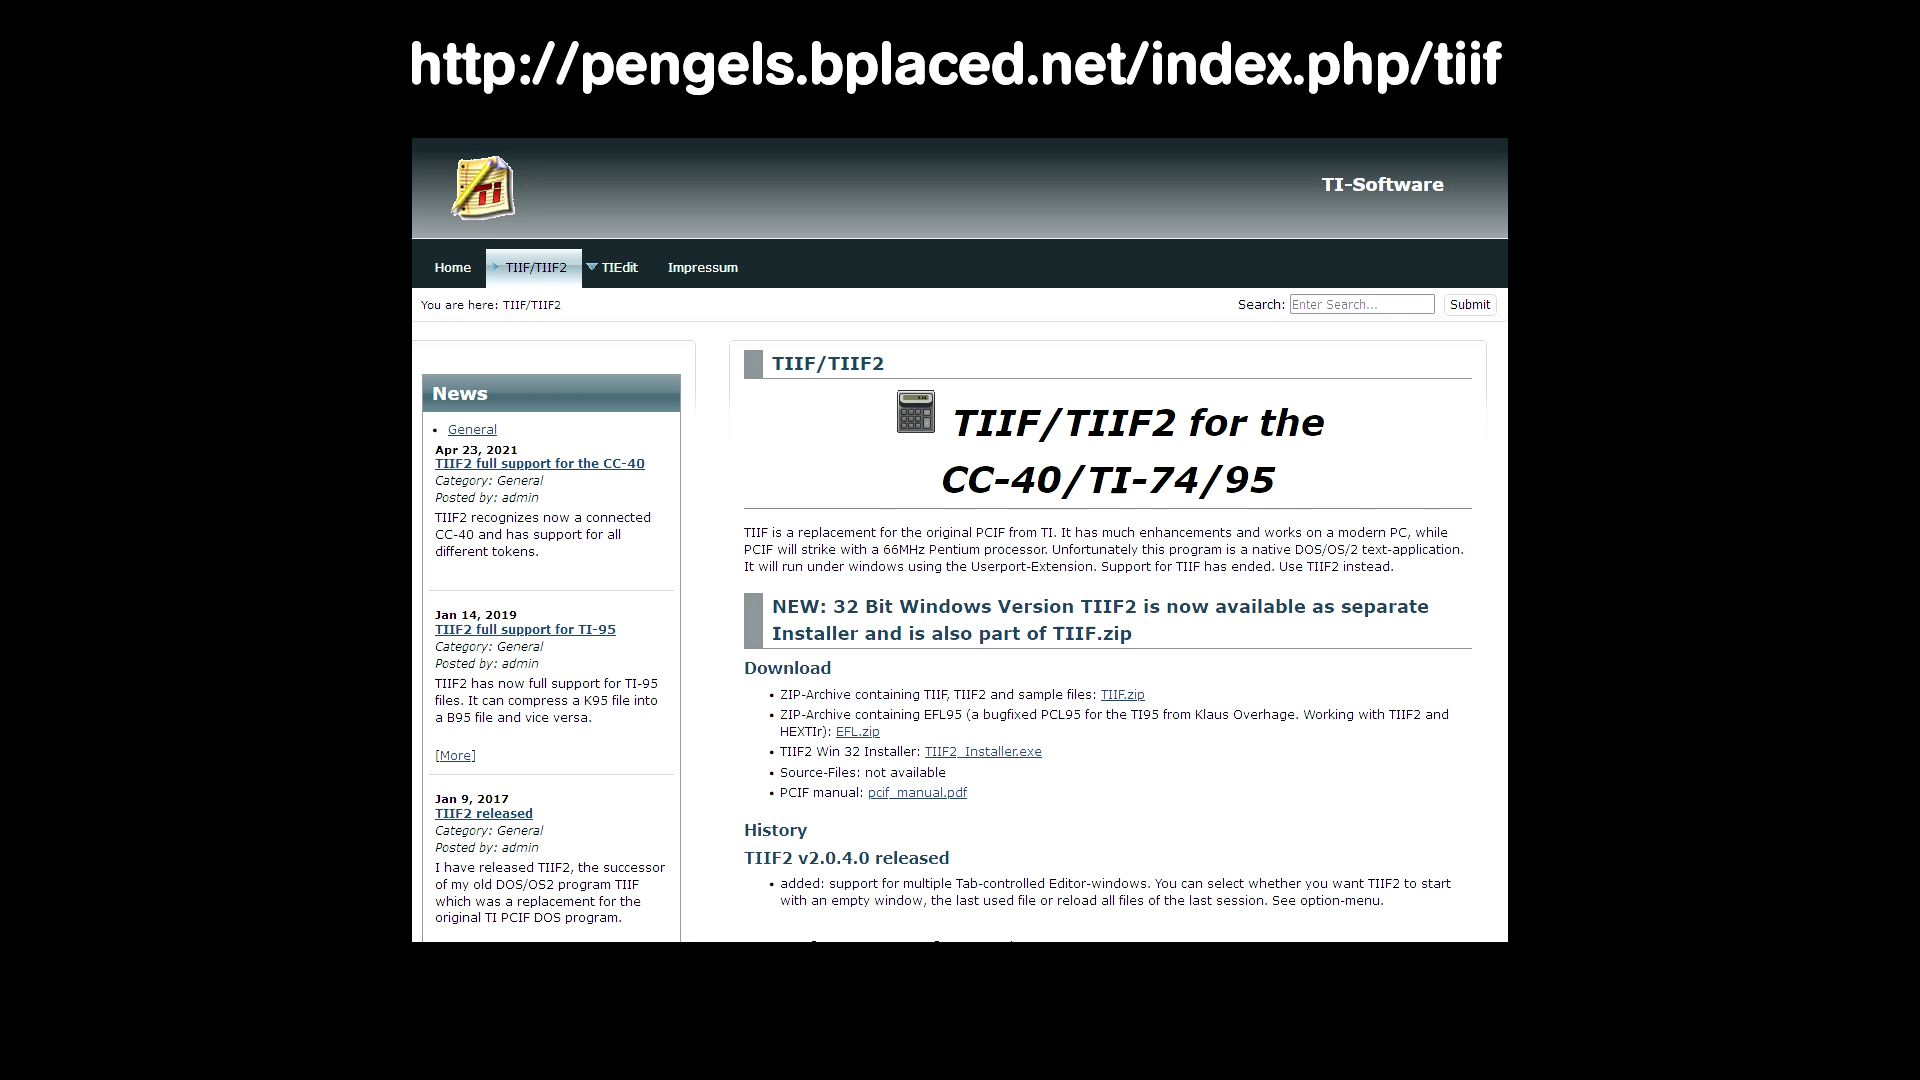 http://pengels.bplaced.net/index.php/tiif
TI
TI-Software
Home
TIIF/TIIF2
TIEdit
Impressum
You are here: TIIF/TIIF2
Search: Enter Search... Submit
News
• General
Apr 23, 2021
TIIF2 full support for the CC-40
Category: General
Posted by: admin
TIIF2 recognizes now a connected
CC-40 and has support for all
different tokens.
Jan 14, 2019
TIIF2 full support for TI-95
Category: General
Posted by: admin
TIIF2 has now full support for TI-95
files. It can compress a K95 file into
a B95 file and vice versa.
[More]
Jan 9, 2017
TIIF2 released
Category: General
Posted by: admin
I have released TIIF2, the successor
of my old DOS/OS2 program TIIF
which was a replacement for the
original TI PCIF DOS program.
TIIF/TIIF2
TIIF/TIIF2 for the
CC-40/TI-74/95
TIIF is a replacement for the original PCIF from TI. It has much enhancements and works on a modern PC, while
PCIF will strike with a 66MHz Pentium processor. Unfortunately this program is a native DOS/OS/2 text-application.
It will run under windows using the Userport-Extension. Support for TIIF has ended. Use TIIF2 instead.
NEW: 32 Bit Windows Version TIIF2 is now available as separate
Installer and is also part of TIIF.zip
Download
• ZIP-Archive containing TIIF, TIIF2 and sample files: TIIF.zip
• ZIP-Archive containing EFL95 (a bugfixed PCL95 for the TI95 from Klaus Overhage. Working with TIIF2 and
HEXTIr): EFL.zip
• TIIF2 Win 32 Installer: TIIF2_Installer.exe
• Source-Files: not available
• PCIF manual: pcif_manual.pdf
History
TIIF2 v2.0.4.0 released
• added: support for multiple Tab-controlled Editor-windows. You can select whether you want TIIF2 to start
with an empty window, the last used file or reload all files of the last session. See option-menu.